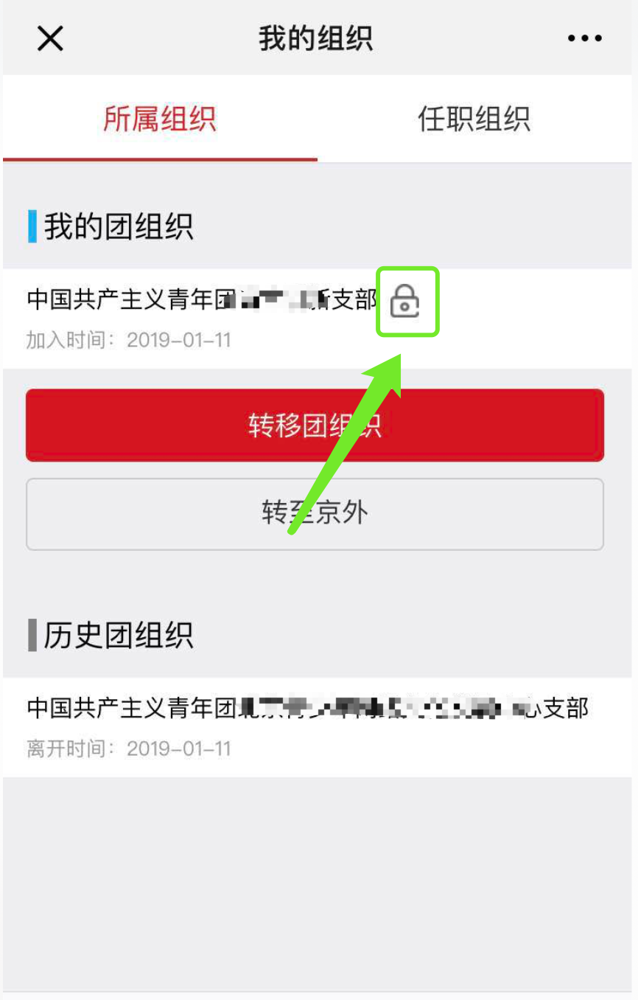 我的组织
所属组织
任职组织
我的团组织
中国共产主义青年团 支部
加入时间：2019-01-11
转移团组织
转至京外
历史团组织
中国共产主义青年团 支部
离开时间：2019-01-11